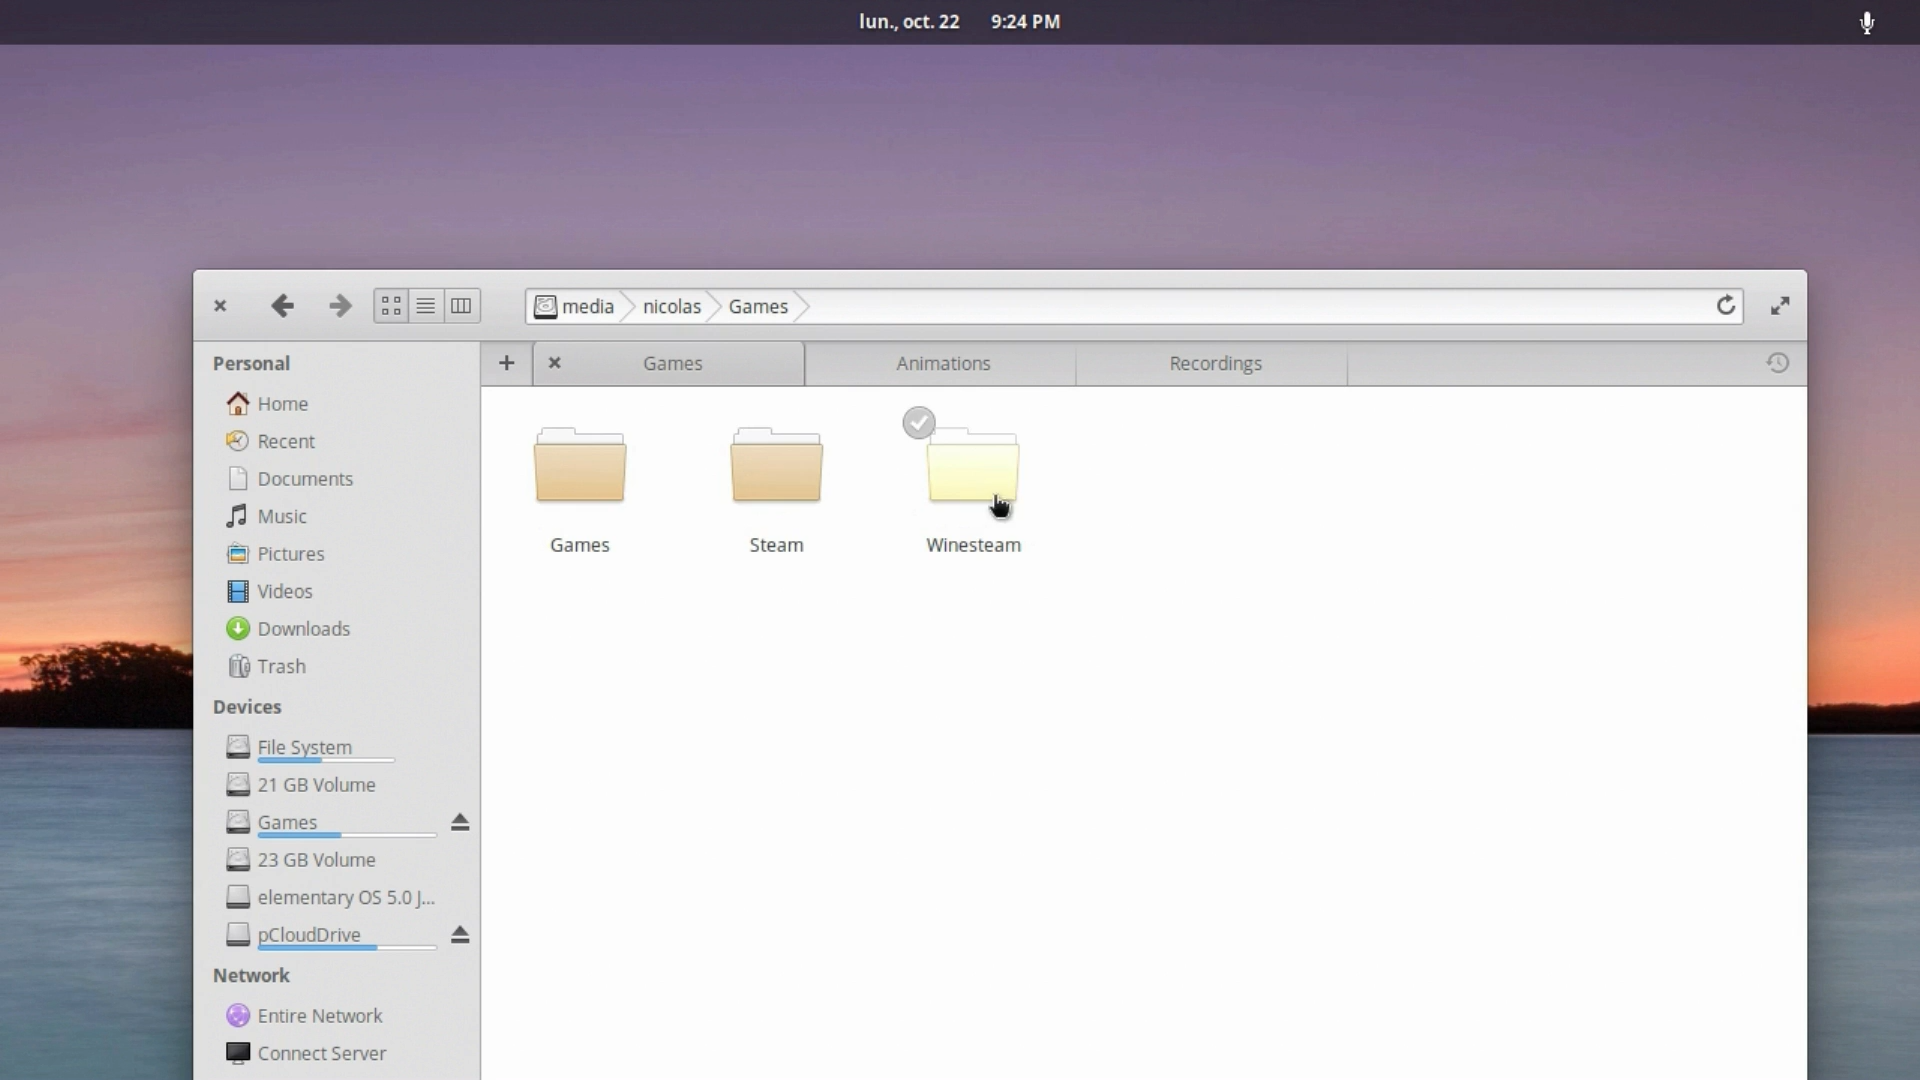 lun., oct. 22 9:24 PM
media nicolas Games
Personal
Games Animations Recordings
Home
Recent
Documents
Music
Pictures
Videos
Downloads
Trash
Devices
File System
21 GB Volume
Games
23 GB Volume
elementary OS 5.0 J...
pCloudDrive
Network
Entire Network
Connect Server
Games Steam Winesteam